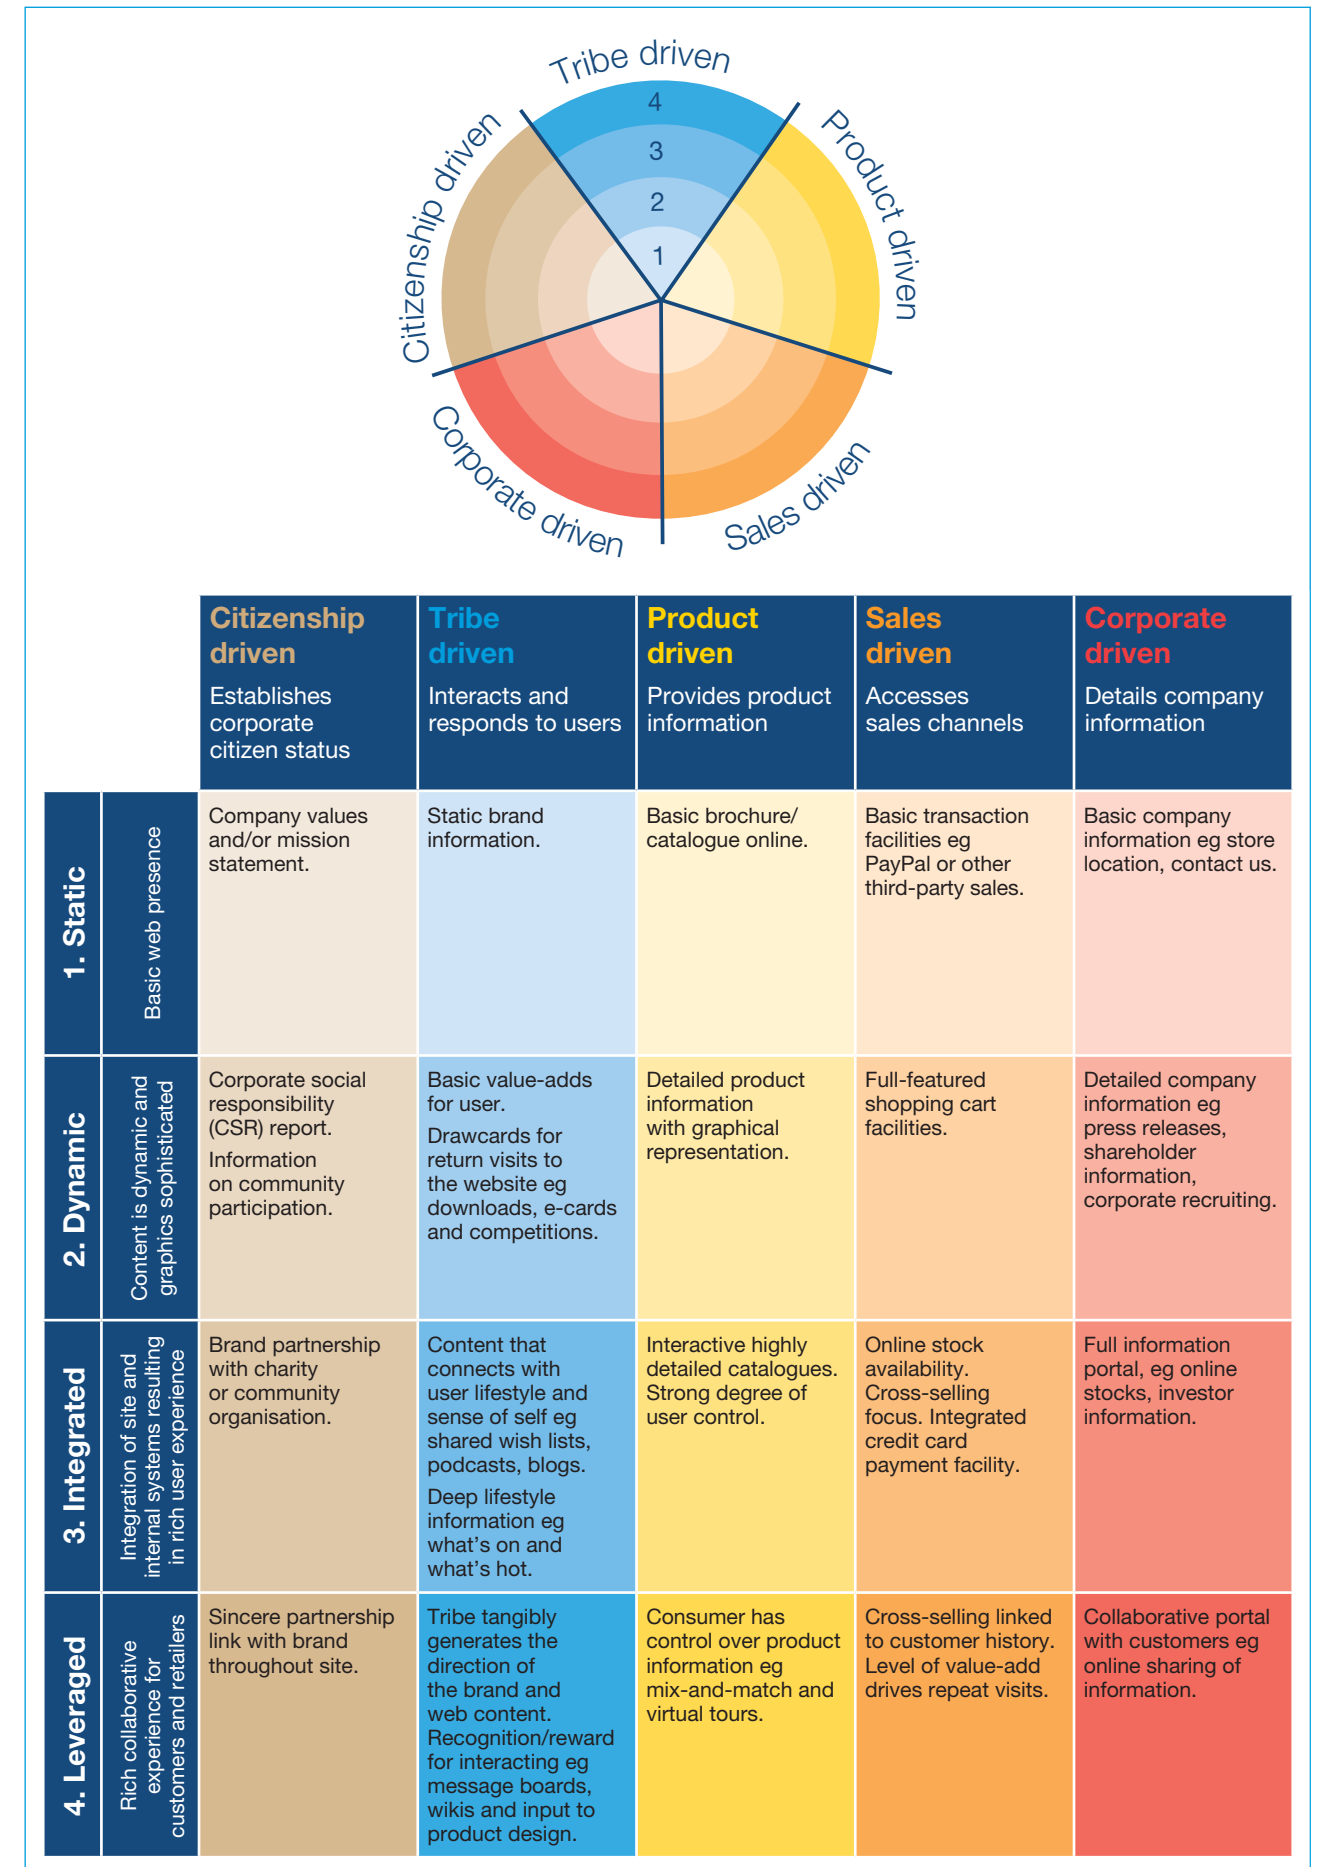 Tribe driven
Product driven
Sales driven
Corporate driven
Citizenship driven
4
3
2
1
Citizenship
driven
Establishes
corporate
citizen status
Tribe
driven
Interacts and
responds to users
Product
driven
Provides product
information
Sales
driven
Accesses
sales channels
Corporate
driven
Details company
information
1. Static
Basic web presence
Company values
and/or mission
statement.
Static brand
information.
Basic brochure/
catalogue online.
Basic transaction
facilities eg
PayPal or other
third-party sales.
Basic company
information eg store
location, contact us.
2. Dynamic
Content is dynamic and
graphics sophisticated
Corporate social
responsibility
(CSR) report.
Information
on community
participation.
Basic value-adds
for user.
Drawcards for
return visits to
the website eg
downloads, e-cards
and competitions.
Detailed product
information
with graphical
representation.
Full-featured
shopping cart
facilities.
Detailed company
information eg
press releases,
shareholder
information,
corporate recruiting.
3. Integrated
Integration of site and
internal systems resulting
in rich user experience
Brand partnership
with charity
or community
organisation.
Content that
connects with
user lifestyle and
sense of self eg
shared wish lists,
podcasts, blogs.
Deep lifestyle
information eg
what's on and
what's hot.
Interactive highly
detailed catalogues.
Strong degree of
user control.
Online stock
availability.
Cross-selling
focus. Integrated
credit card
payment facility.
Full information
portal, eg online
stocks, investor
information.
4. Leveraged
Rich collaborative
experience for
customers and retailers
Sincere partnership
link with brand
throughout site.
Tribe tangibly
generates the
direction of
the brand and
web content.
Recognition/reward
for interacting eg
message boards,
wikis and input to
product design.
Consumer has
control over product
information eg
mix-and-match and
virtual tours.
Cross-selling linked
to customer history.
Level of value-add
drives repeat visits.
Collaborative portal
with customers eg
online sharing of
information.